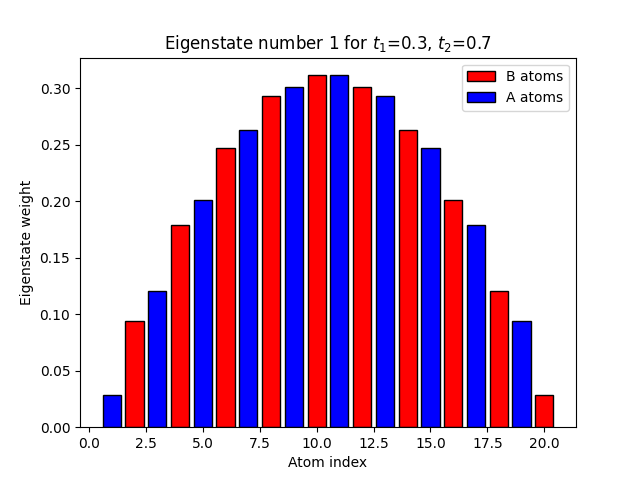 Eigenstate number 1 for t₁=0.3, t₂=0.7
B atoms
A atoms
Eigenstate weight
0.30
0.25
0.20
0.15
0.10
0.05
0.00
0.0 2.5 5.0 7.5 10.0 12.5 15.0 17.5 20.0
Atom index